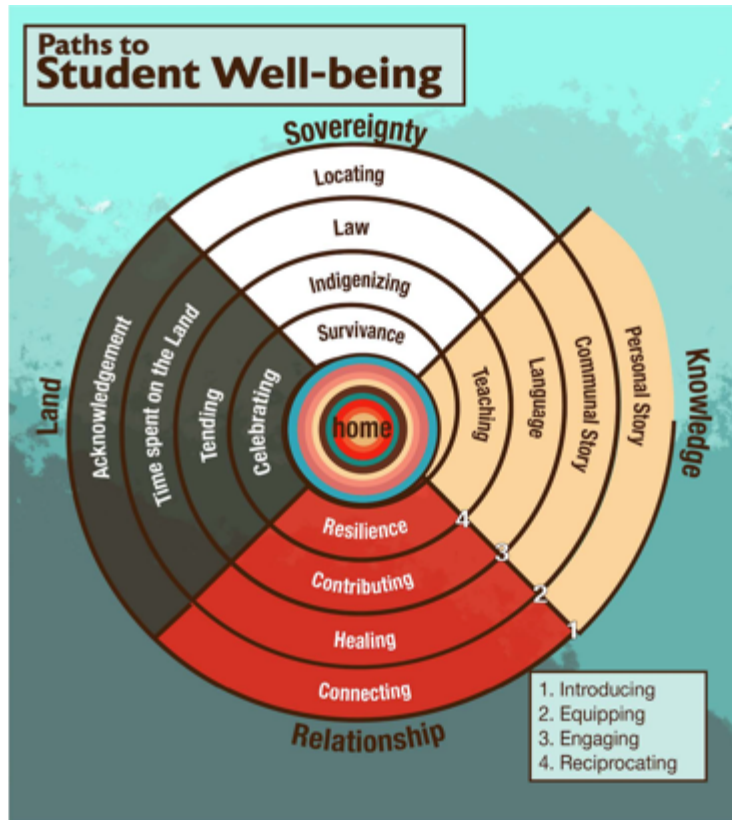 Paths to
Student Well-being
Sovereignty
Locating
Law
Indigenizing
Survivance
Land
Acknowledgement
Time spent on the Land
Tending
Celebrating
home
Teaching
Language
Communal Story
Personal Story
Knowledge
Resilience
Contributing
Healing
Connecting
Relationship
4
3
2
1
1. Introducing
2. Equipping
3. Engaging
4. Reciprocating